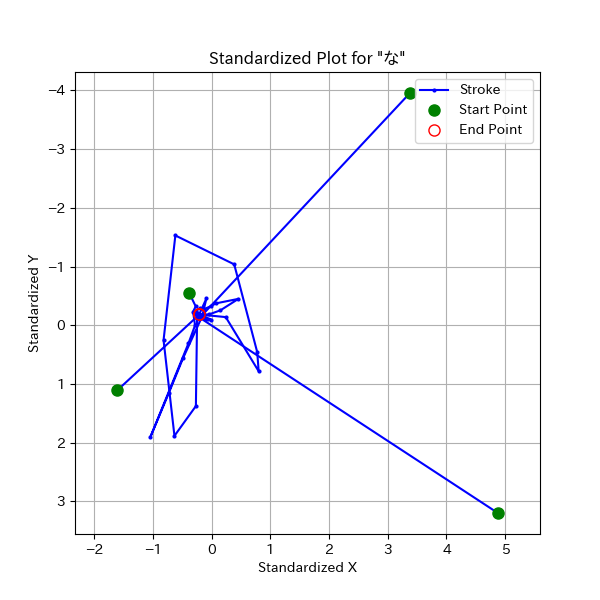 Standardized Plot for "な"
Stroke
Start Point
End Point
−4
−3
−2
−1
0
1
2
3
Standardized Y
−2 −1 0 1 2 3 4 5
Standardized X